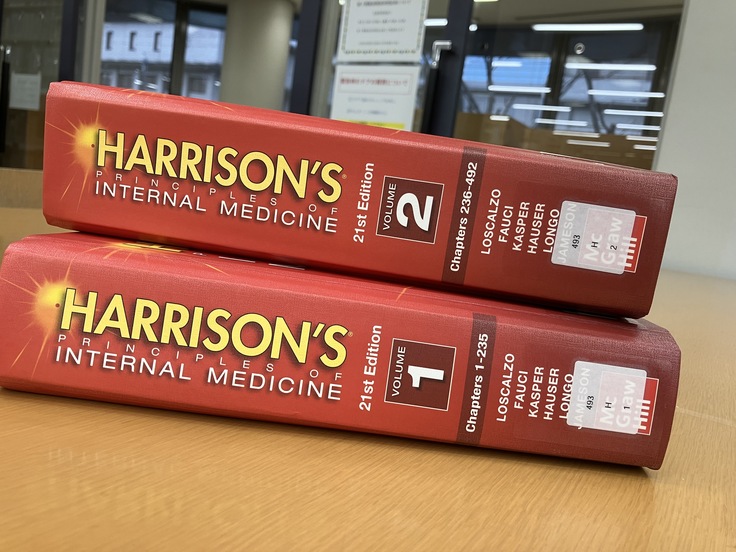 HARRISON'S®
PRINCIPLES OF
INTERNAL MEDICINE
21st Edition
VOLUME
2
Chapters 236-492
LOSCALZO
FAUCI
KASPER
HAUSER
LONGO
JAMESON
493
H
2
Mc
Graw
Hill
HARRISON'S®
PRINCIPLES OF
INTERNAL MEDICINE
21st Edition
VOLUME
1
Chapters 1-235
LOSCALZO
FAUCI
KASPER
HAUSER
LONGO
JAMESON
493
H
1
Mc
Graw
Hill